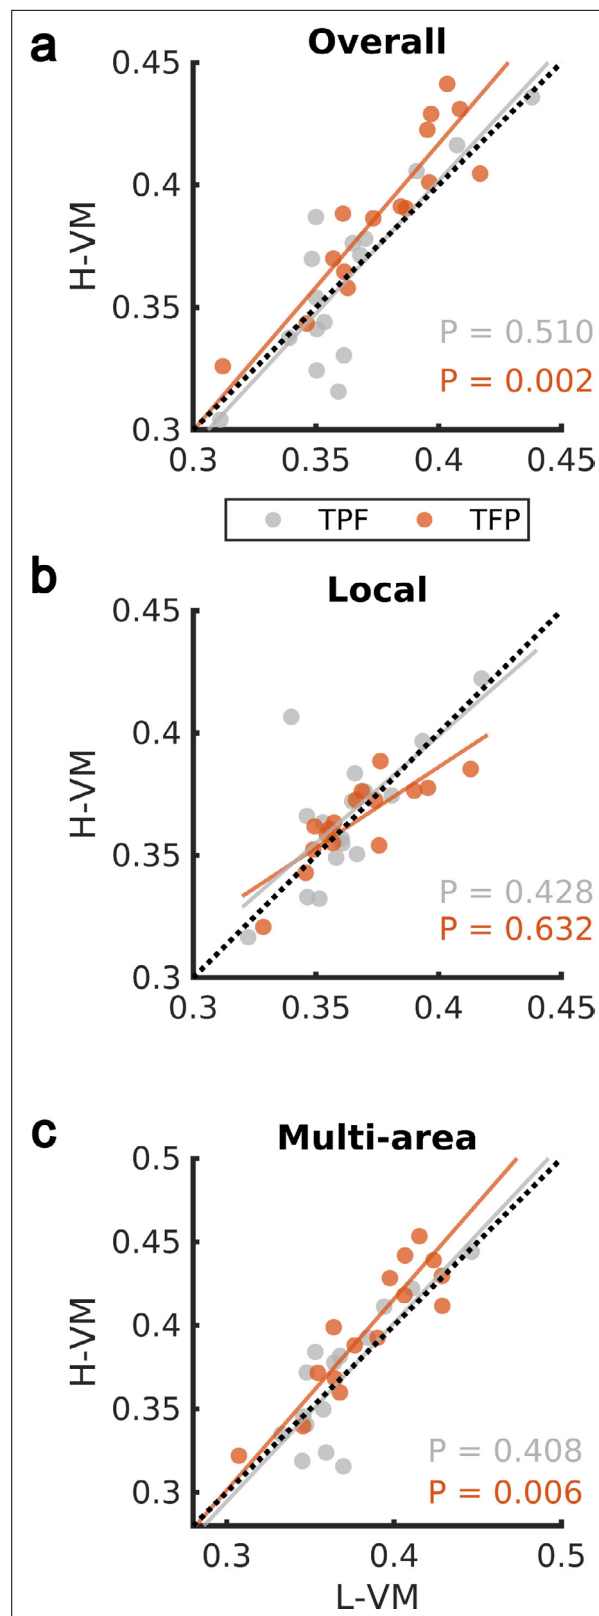 a
Overall
0.45
0.4
0.35
0.3
H-VM
P = 0.510
P = 0.002
0.3 0.35 0.4 0.45
TPF TFP
b
Local
0.45
0.4
0.35
0.3
H-VM
P = 0.428
P = 0.632
0.3 0.35 0.4 0.45
c
Multi-area
0.5
0.45
0.4
0.35
0.3
H-VM
P = 0.408
P = 0.006
0.3 0.4 0.5
L-VM